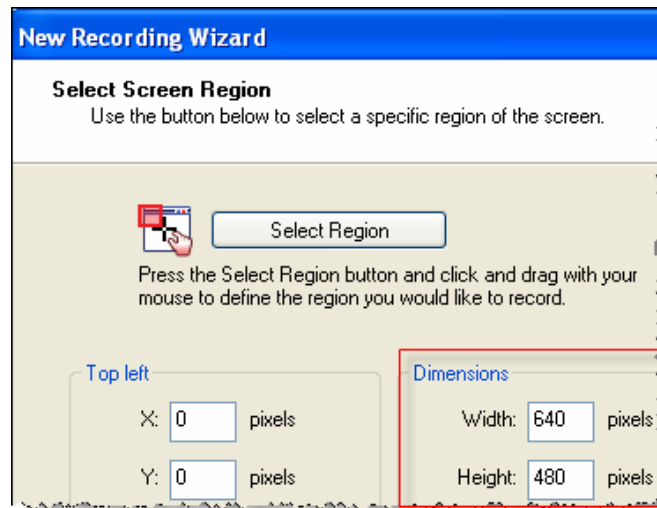 New Recording Wizard
Select Screen Region
Use the button below to select a specific region of the screen.
Select Region
Press the Select Region button and click and drag with your
mouse to define the region you would like to record.
Top left
X: 0 pixels
Y: 0 pixels
Dimensions
Width: 640 pixels
Height: 480 pixels